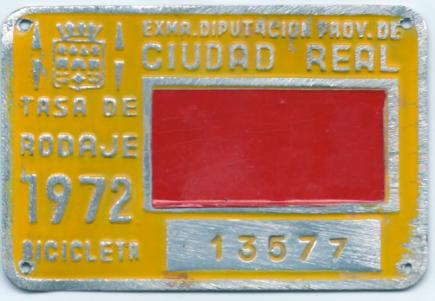 EXMA. DIPUTACION PROV. DE
CIUDAD REAL
TASA DE
RODAJE
1972
BICICLETA
13577